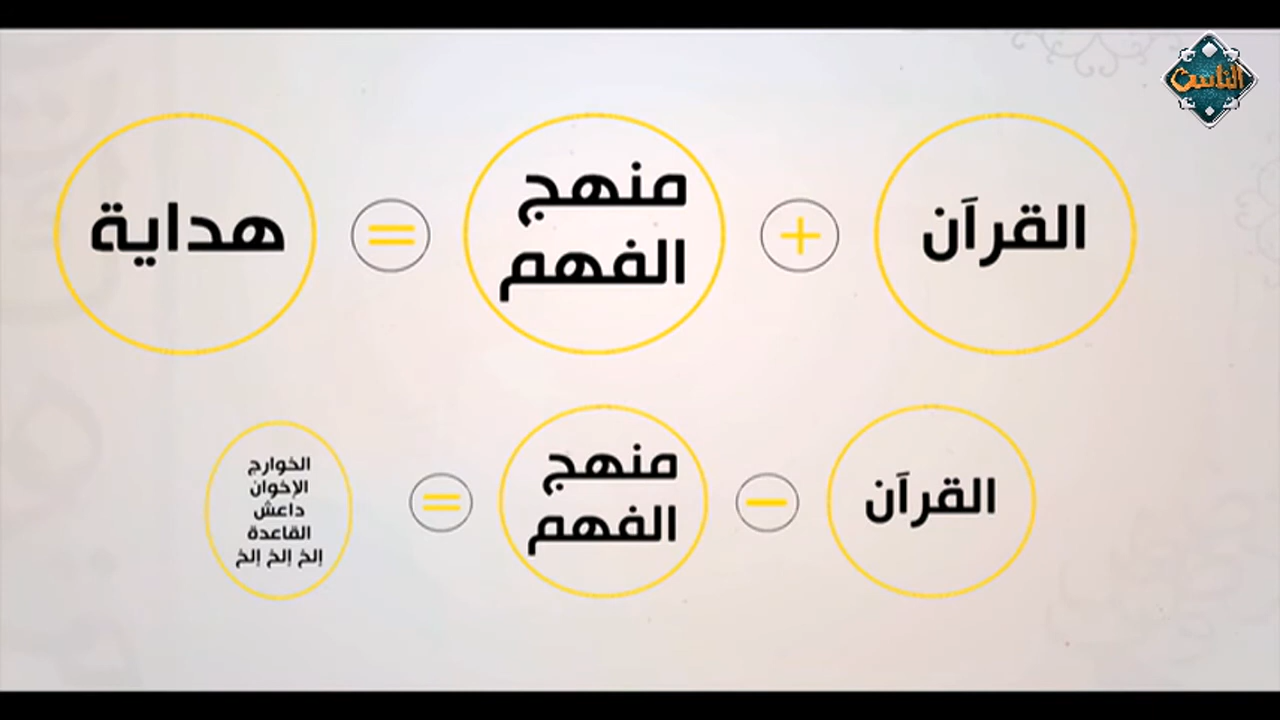 الناس
القرآن + منهج الفهم = هداية
القرآن − منهج الفهم = الخوارج
الإخوان
داعش
القاعدة
إلخ إلخ إلخ